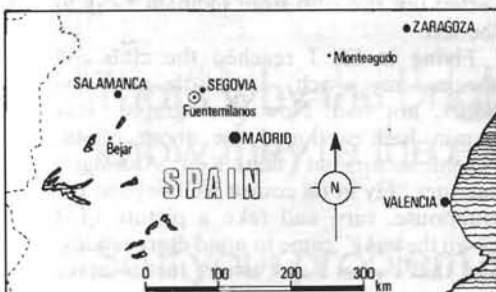 ZARAGOZA
Monteagudo
SALAMANCA
SEGOVIA
Fuentemilanos
MADRID
Bejar
SPAIN
N
VALENCIA
0 100 200 300
km